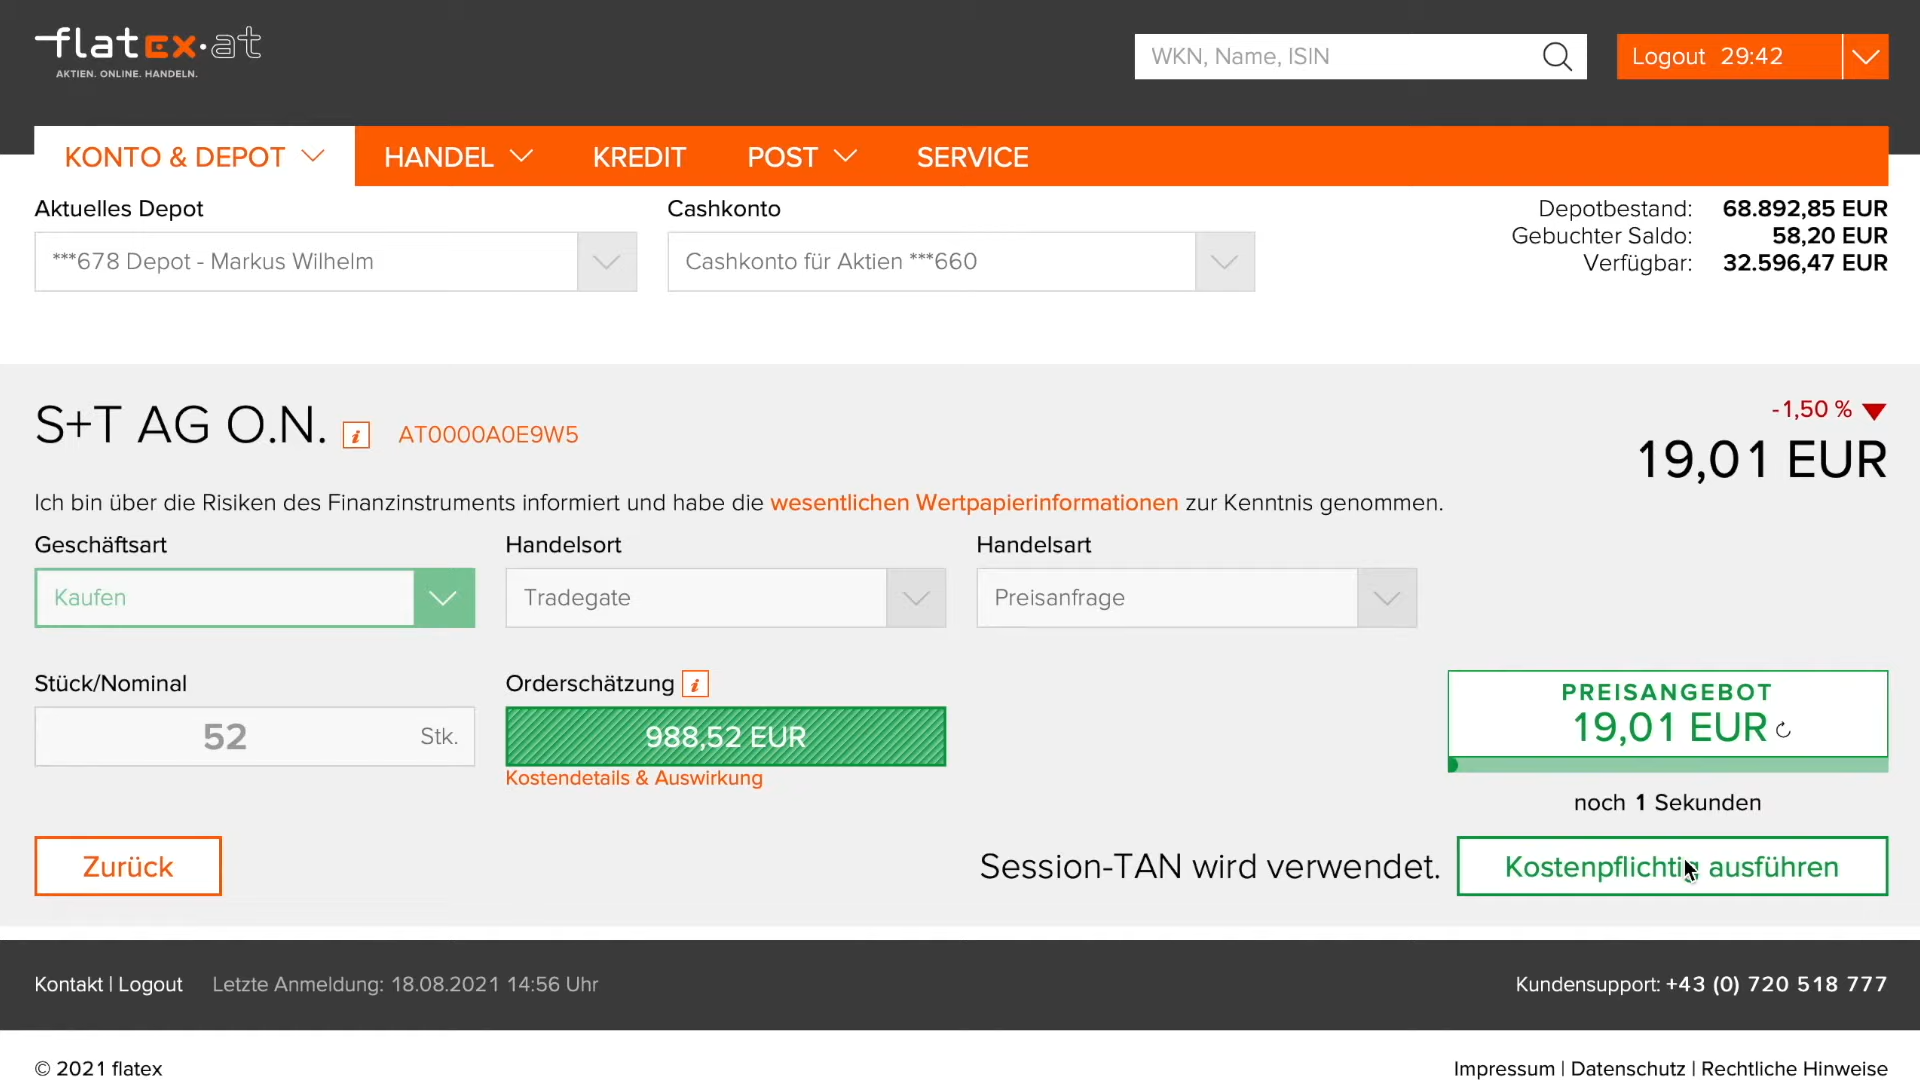 flatex.at
AKTIEN. ONLINE. HANDELN.
WKN, Name, ISIN
Logout 29:42
KONTO & DEPOT
HANDEL
KREDIT
POST
SERVICE
Aktuelles Depot
Cashkonto
***678 Depot - Markus Wilhelm
Cashkonto für Aktien ***660
Depotbestand: 68.892,85 EUR
Gebuchter Saldo: 58,20 EUR
Verfügbar: 32.596,47 EUR
S+T AG O.N. i AT0000A0E9W5
-1,50 %
19,01 EUR
Ich bin über die Risiken des Finanzinstruments informiert und habe die wesentlichen Wertpapierinformationen zur Kenntnis genommen.
Geschäftsart
Handelsort
Handelsart
Kaufen
Tradegate
Preisanfrage
Stück/Nominal
Orderschätzung i
52 Stk.
988,52 EUR
Kostendetails & Auswirkung
PREISANGEBOT
19,01 EUR
noch 1 Sekunden
Zurück
Session-TAN wird verwendet.
Kostenpflichtig ausführen
Kontakt | Logout
Letzte Anmeldung: 18.08.2021 14:56 Uhr
Kundensupport: +43 (0) 720 518 777
© 2021 flatex
Impressum | Datenschutz | Rechtliche Hinweise